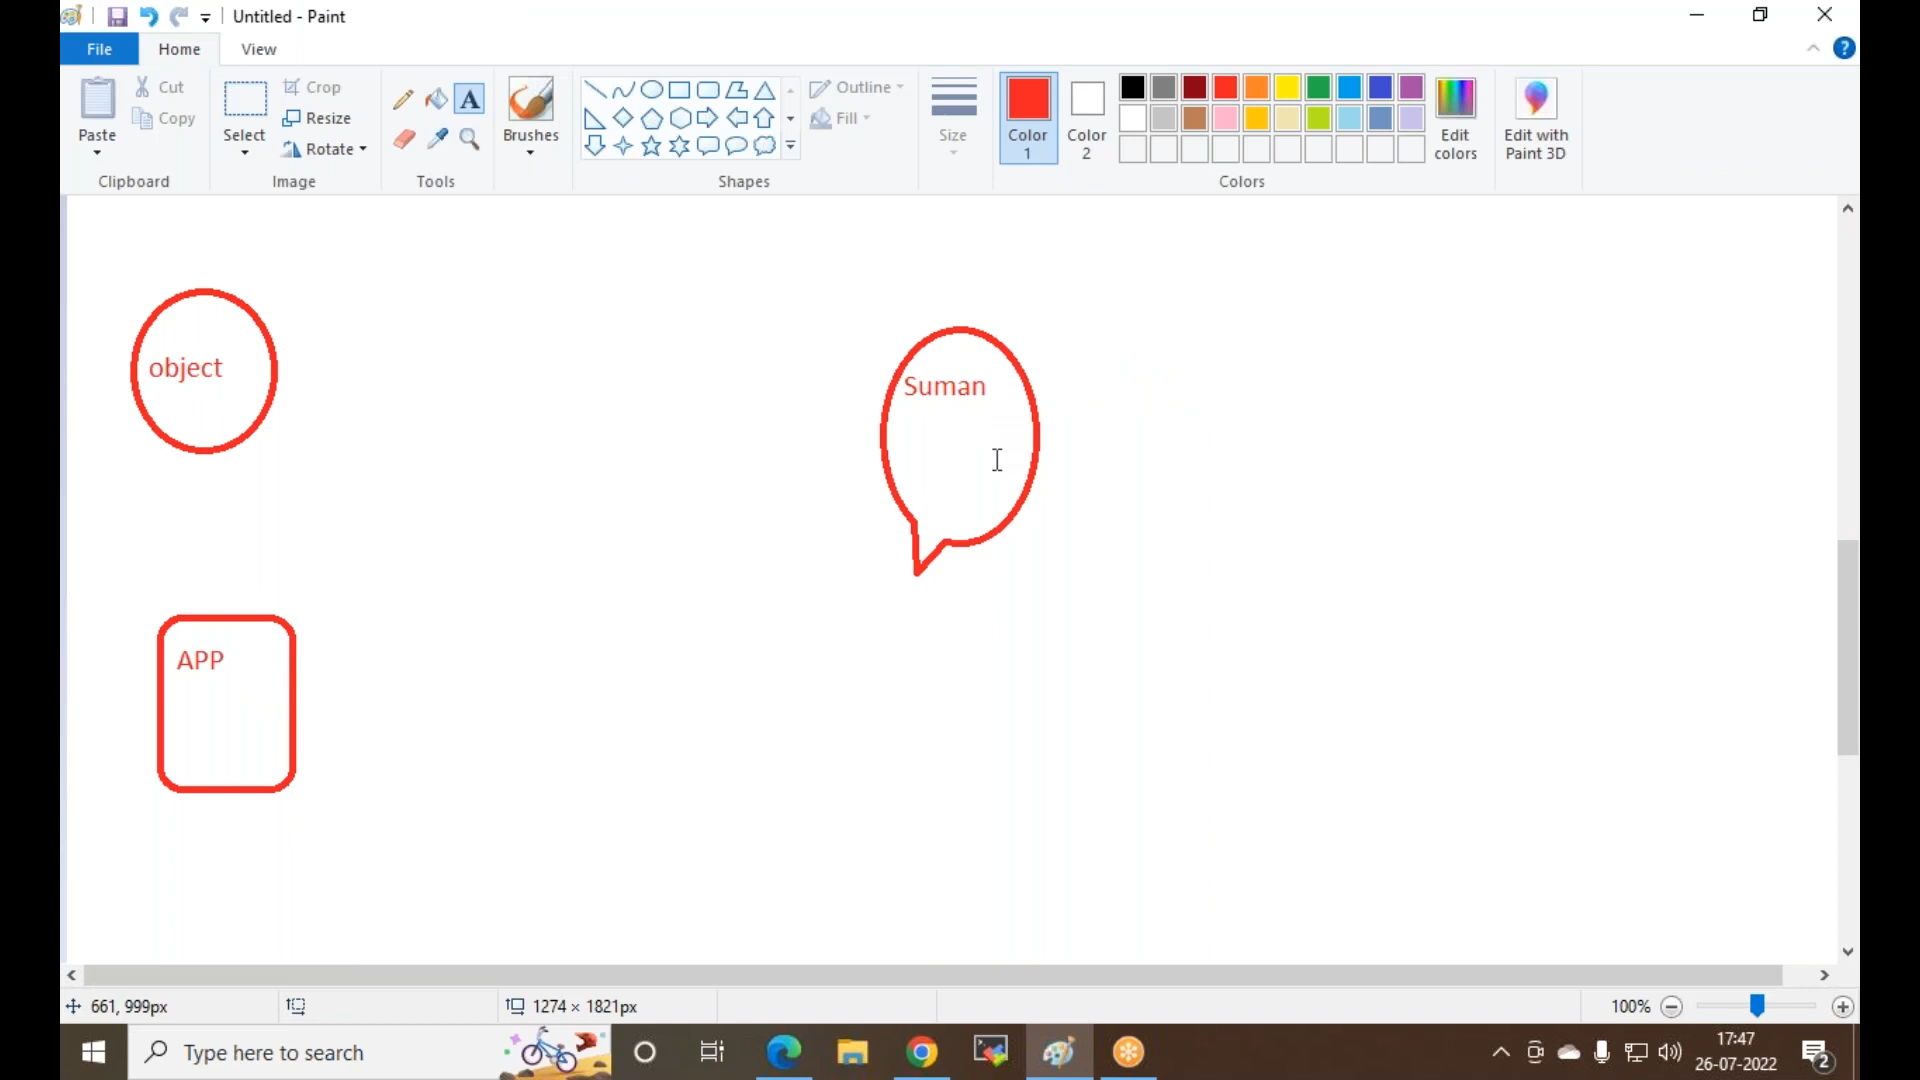 Untitled - Paint
File Home View
Paste
Cut
Copy
Clipboard
Select
Crop
Resize
Rotate
Image
A
Tools
Brushes
Shapes
Outline
Fill
Size
Color 1
Color 2
Colors
Edit colors
Edit with Paint 3D
?
object
Suman
APP
661, 999px
1274 × 1821px
100%
Type here to search
17:47
26-07-2022
2